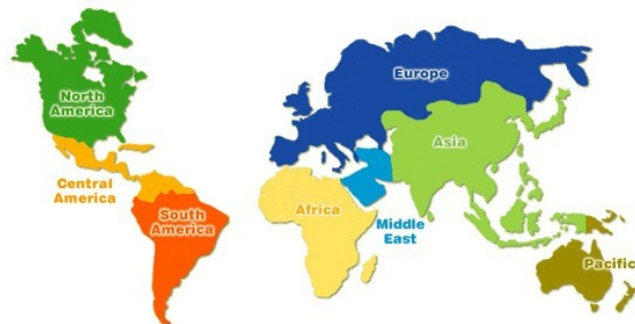 North
America
Central
America
South
America
Europe
Asia
Africa
Middle
East
Pacific